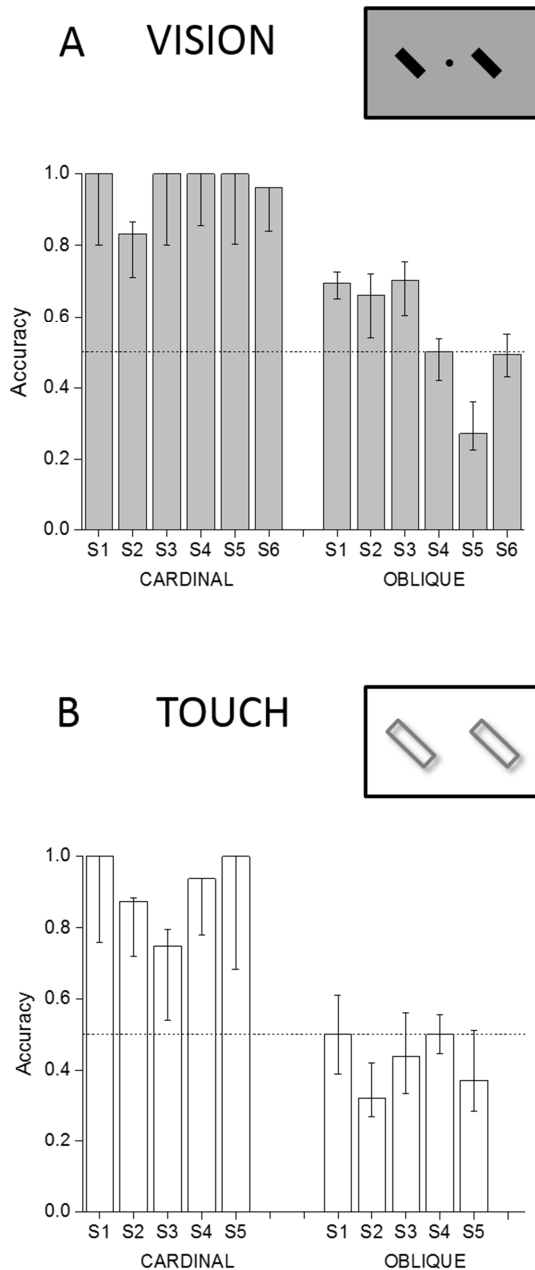 A VISION
1.0
0.8
0.6
0.4
0.2
0.0
Accuracy
S1 S2 S3 S4 S5 S6 S1 S2 S3 S4 S5 S6
CARDINAL OBLIQUE
B TOUCH
1.0
0.8
0.6
0.4
0.2
0.0
Accuracy
S1 S2 S3 S4 S5 S1 S2 S3 S4 S5
CARDINAL OBLIQUE